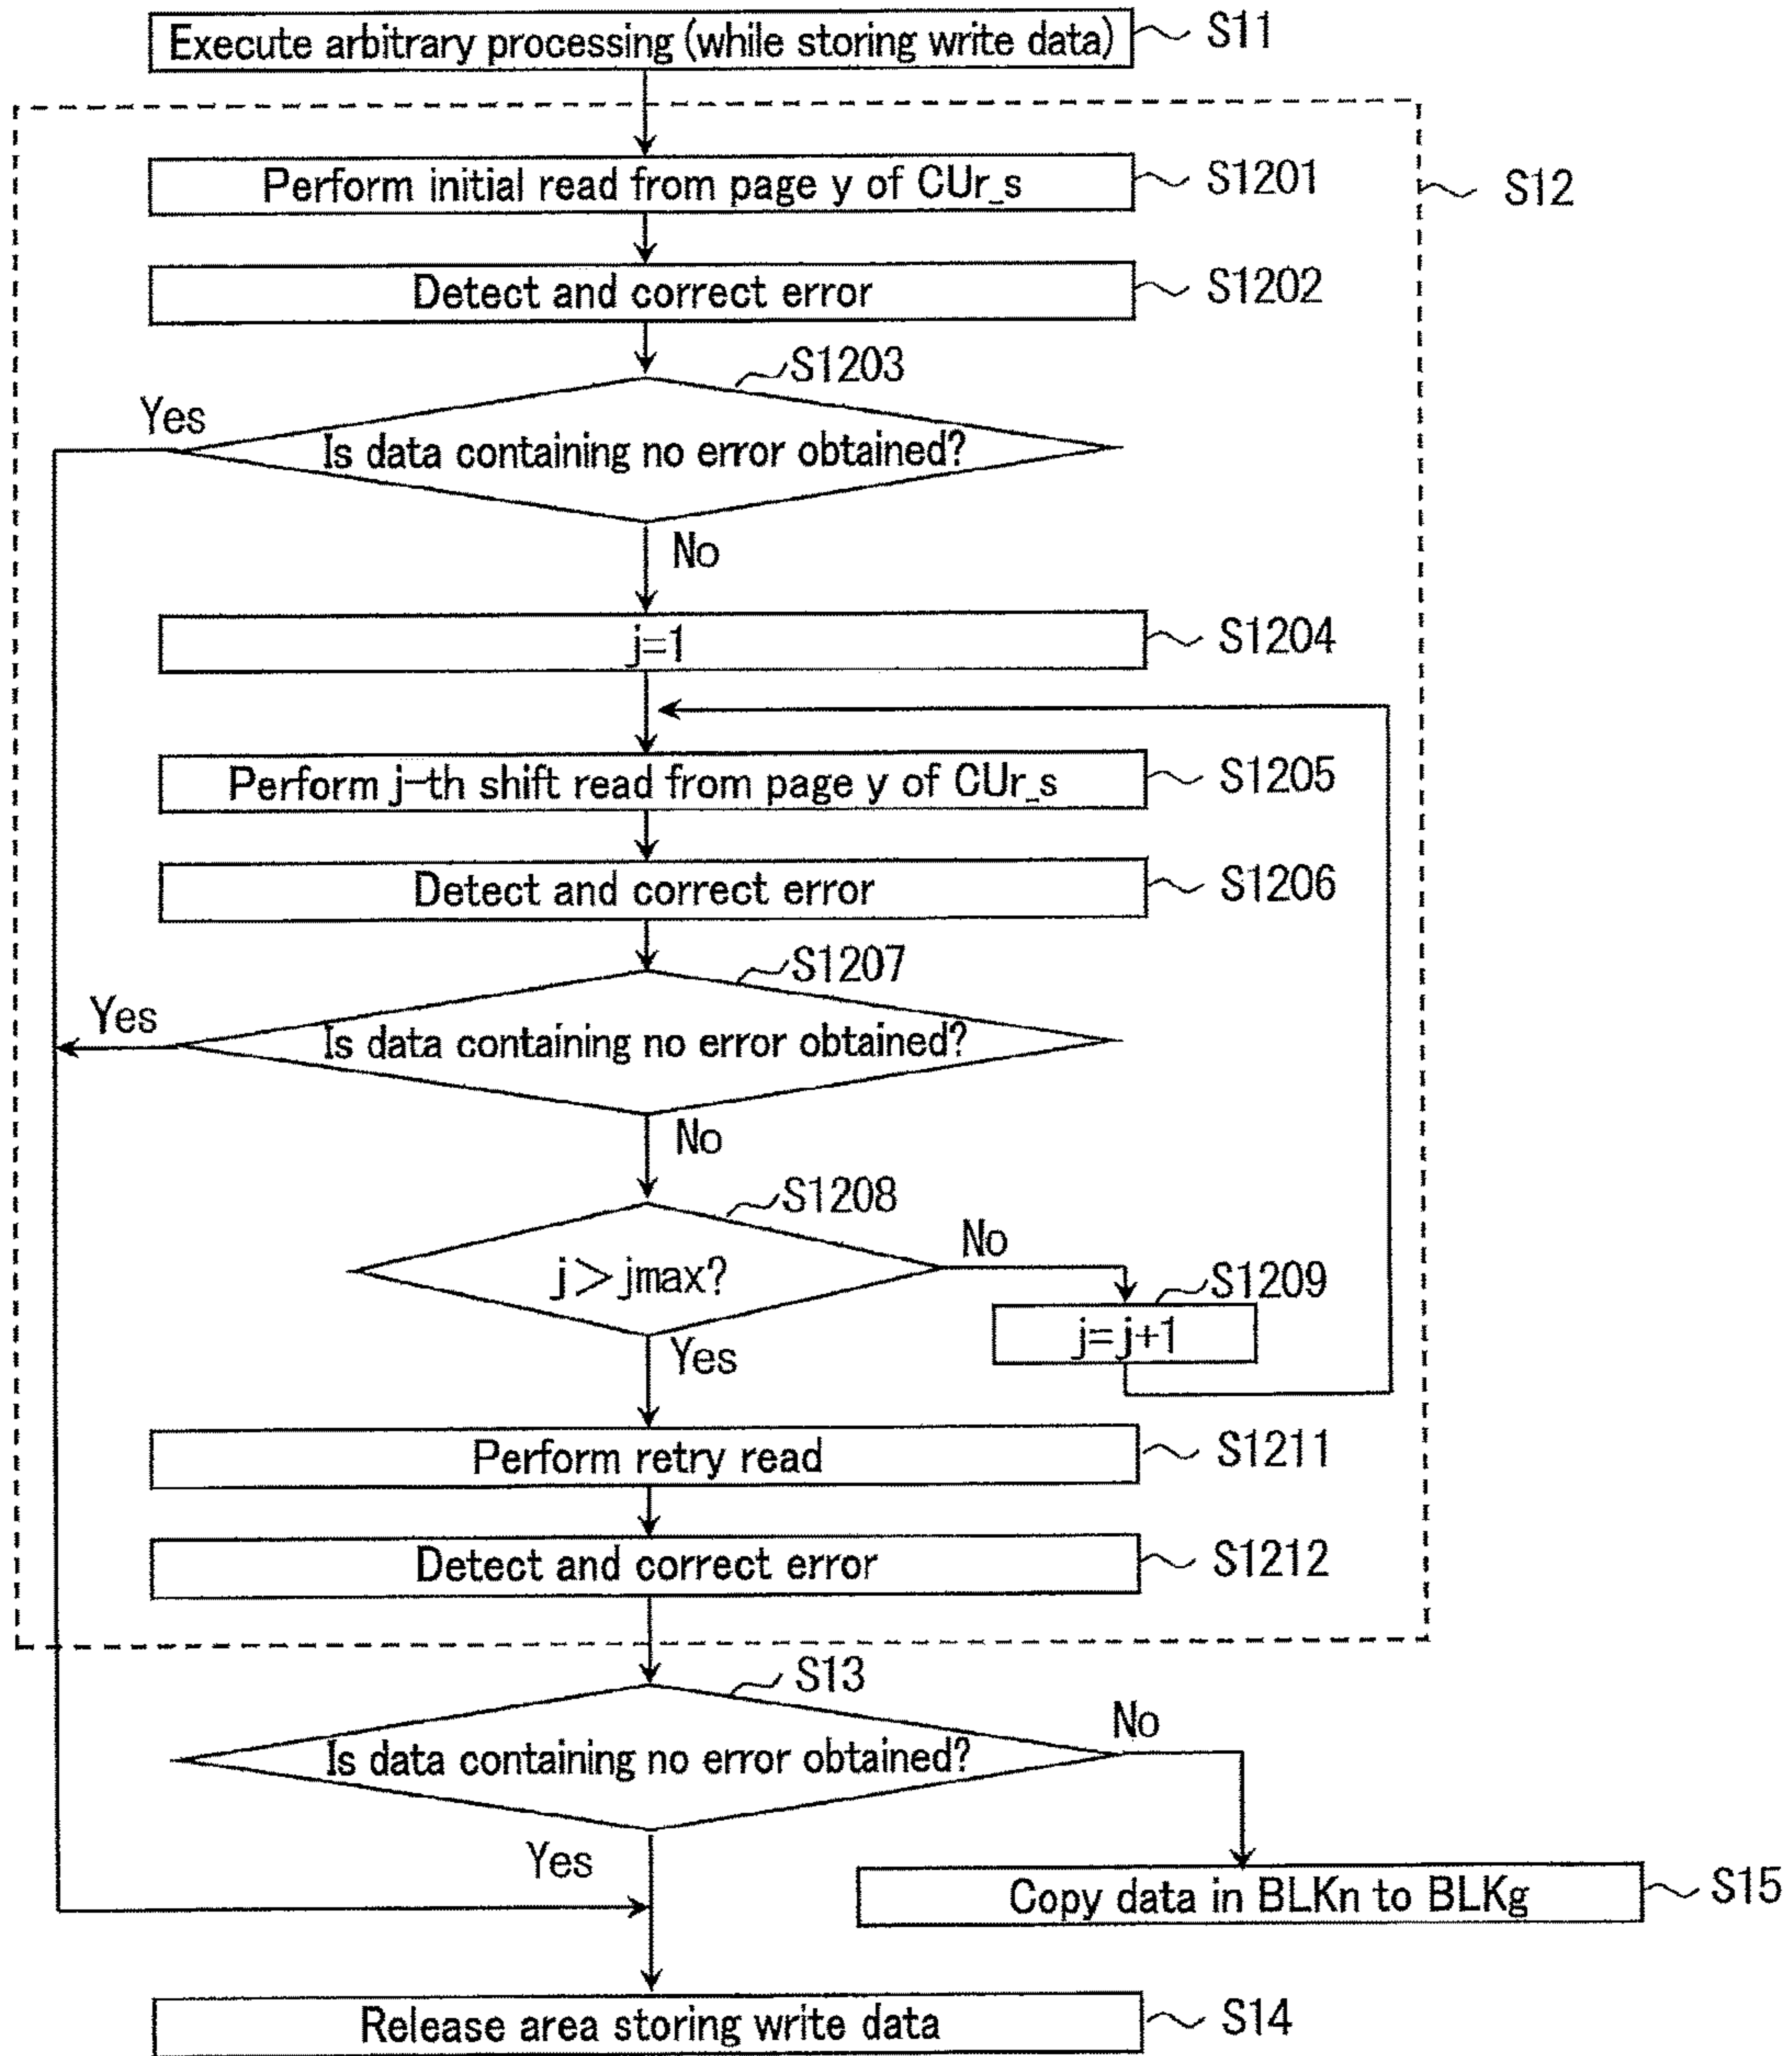 Execute arbitrary processing (while storing write data)
S11
Perform initial read from page y of CUr_s
S1201
S12
Detect and correct error
S1202
S1203
Yes
Is data containing no error obtained?
No
j=1
S1204
Perform j-th shift read from page y of CUr_s
S1205
Detect and correct error
S1206
S1207
Yes
Is data containing no error obtained?
No
S1208
j>jmax?
No
S1209
j=j+1
Yes
Perform retry read
S1211
Detect and correct error
S1212
S13
Is data containing no error obtained?
No
Yes
Copy data in BLKn to BLKg
S15
Release area storing write data
S14